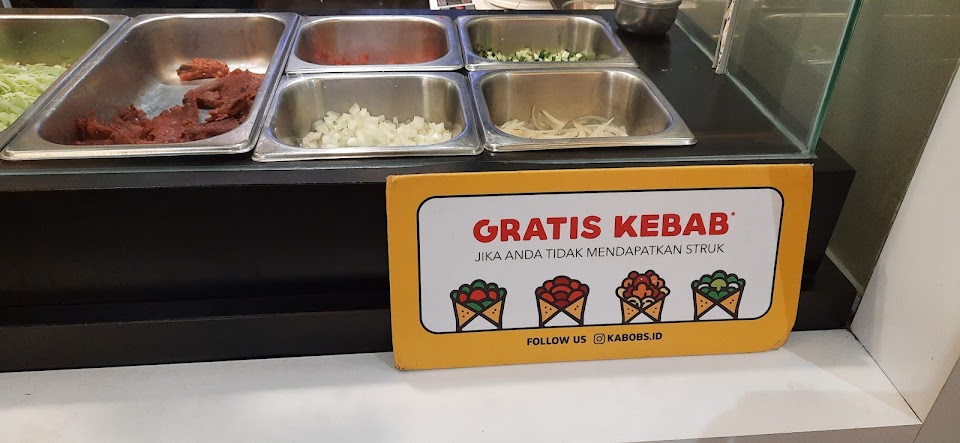 GRATIS KEBAB*
JIKA ANDA TIDAK MENDAPATKAN STRUK
FOLLOW US KABOBS.ID